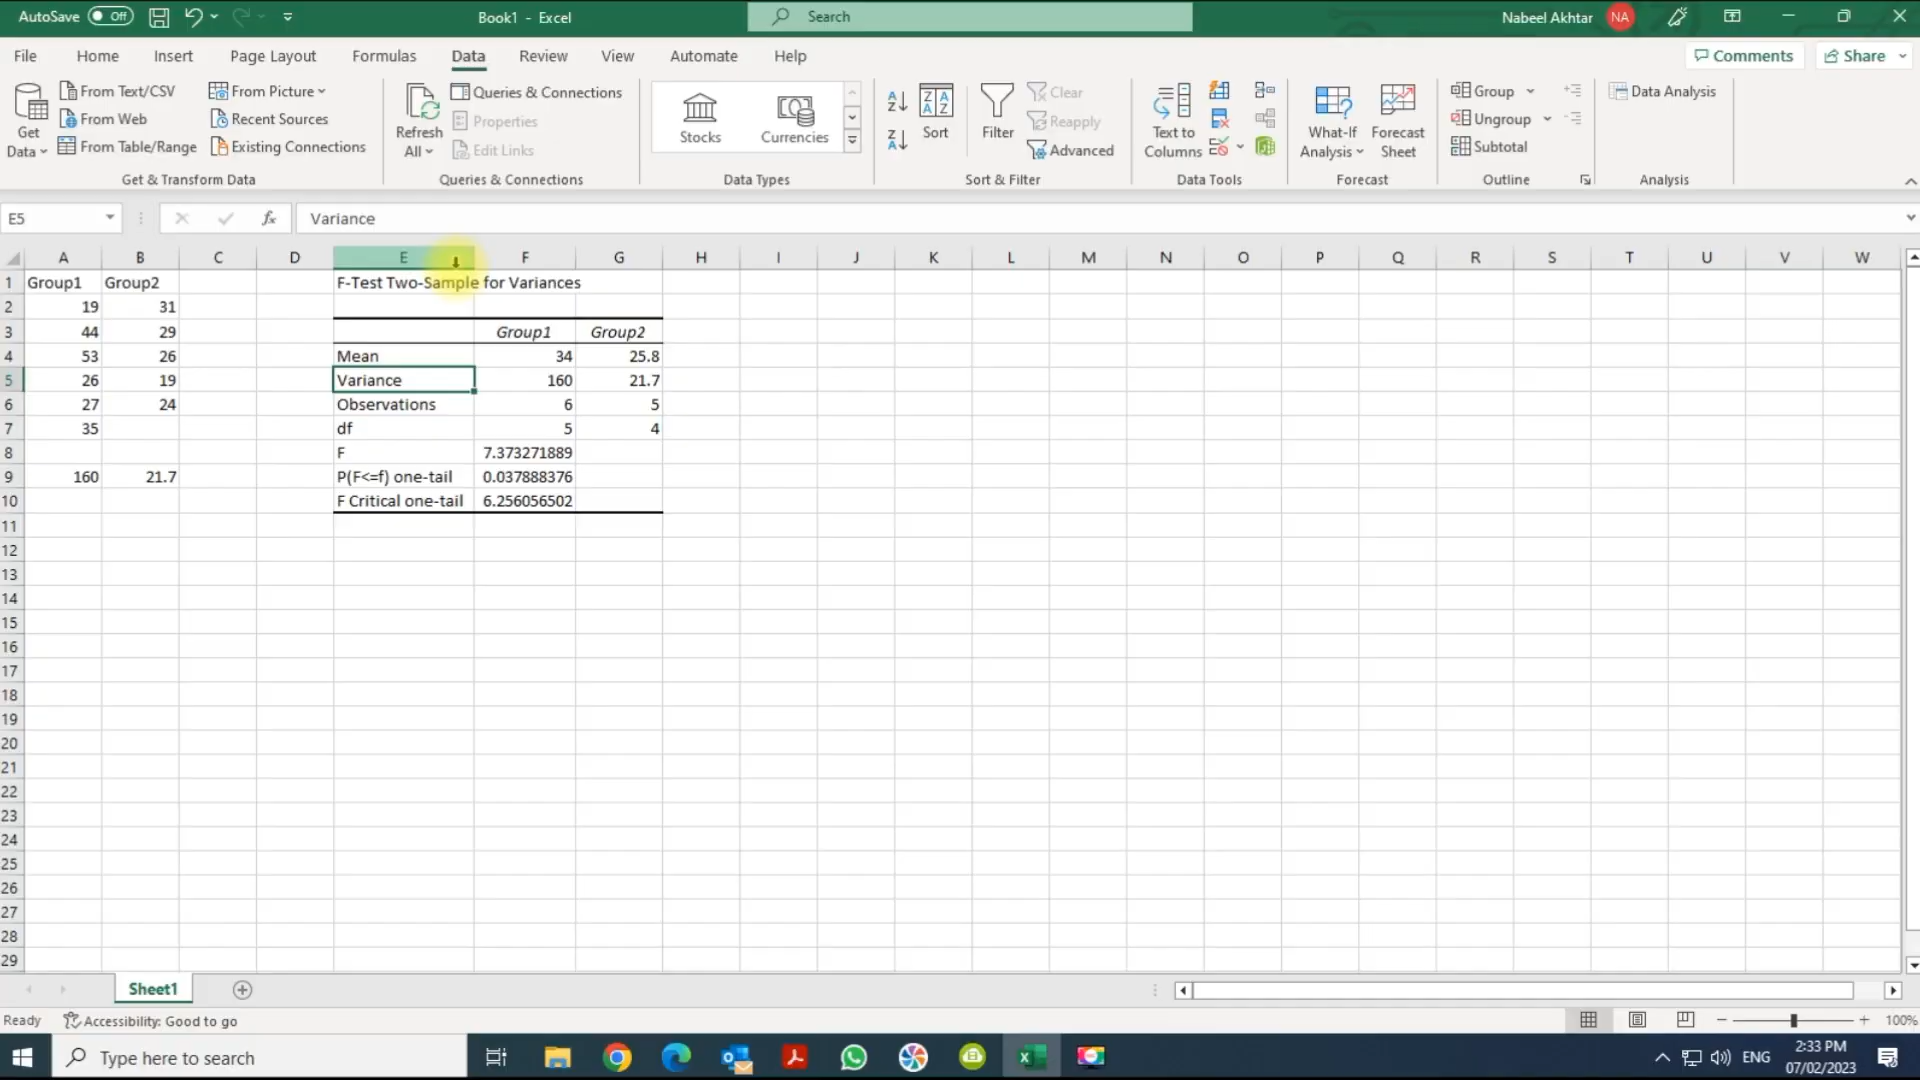 AutoSave Off Book1 - Excel Search Nabeel Akhtar NA
File Home Insert Page Layout Formulas Data Review View Automate Help Comments Share
Get Data
From Text/CSV
From Web
From Table/Range
From Picture
Recent Sources
Existing Connections
Get & Transform Data
Refresh All
Queries & Connections
Properties
Edit Links
Queries & Connections
Stocks Currencies
Data Types
Sort
Filter
Clear
Reapply
Advanced
Sort & Filter
Text to Columns
Data Tools
What-If Analysis
Forecast Sheet
Forecast
Group
Ungroup
Subtotal
Outline
Data Analysis
Analysis
E5 fx Variance
A B C D E F G H I J K L M N O P Q R S T U V W
1 Group1 Group2 F-Test Two-Sample for Variances
2 19 31
3 44 29 Group1 Group2
4 53 26 Mean 34 25.8
5 26 19 Variance 160 21.7
6 27 24 Observations 6 5
7 35 df 5 4
8 F 7.373271889
9 160 21.7 P(F<=f) one-tail 0.037888376
10 F Critical one-tail 6.256056502
11
12
13
14
15
16
17
18
19
20
21
22
23
24
25
26
27
28
29
Sheet1
Ready Accessibility: Good to go 100%
Type here to search ENG 2:33 PM
07/02/2023